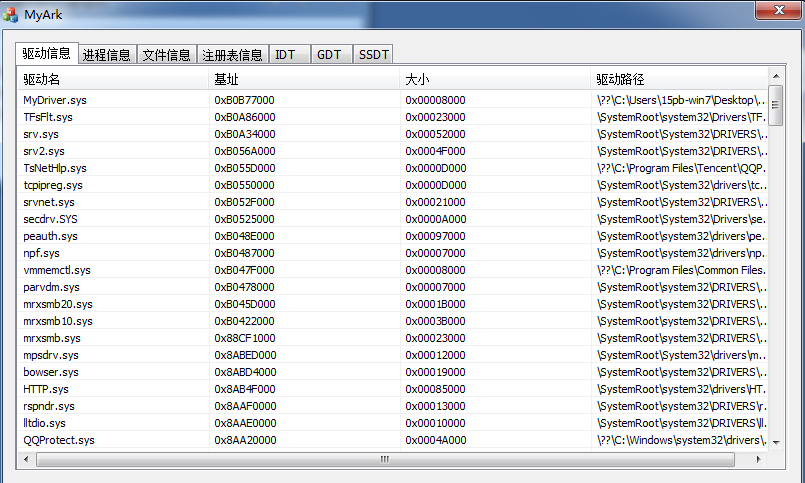 MyArk
驱动信息 进程信息 文件信息 注册表信息 IDT GDT SSDT
驱动名 基址 大小 驱动路径
MyDriver.sys 0xB0B77000 0x00008000 \??\C:\Users\15pb-win7\Desktop\...
TFsFlt.sys 0xB0A86000 0x00023000 \SystemRoot\system32\Drivers\TF...
srv.sys 0xB0A34000 0x00052000 \SystemRoot\system32\DRIVERS\...
srv2.sys 0xB056A000 0x0004F000 \SystemRoot\system32\DRIVERS\...
TsNetHlp.sys 0xB055D000 0x0000D000 \??\C:\Program Files\Tencent\QQP...
tcpipreg.sys 0xB0550000 0x0000D000 \SystemRoot\System32\drivers\tc...
srvnet.sys 0xB052F000 0x00021000 \SystemRoot\System32\DRIVERS\...
secdrv.SYS 0xB0525000 0x0000A000 \SystemRoot\System32\Drivers\se...
peauth.sys 0xB048E000 0x00097000 \SystemRoot\system32\drivers\pe...
npf.sys 0xB0487000 0x00007000 \SystemRoot\system32\drivers\np...
vmmemctl.sys 0xB047F000 0x00008000 \??\C:\Program Files\Common Files...
parvdm.sys 0xB0478000 0x00007000 \SystemRoot\system32\DRIVERS\...
mrxsmb20.sys 0xB045D000 0x0001B000 \SystemRoot\system32\DRIVERS\...
mrxsmb10.sys 0xB0422000 0x0003B000 \SystemRoot\system32\DRIVERS\...
mrxsmb.sys 0x88CF1000 0x00023000 \SystemRoot\system32\DRIVERS\...
mpsdrv.sys 0x8ABED000 0x00012000 \SystemRoot\System32\drivers\m...
bowser.sys 0x8ABD4000 0x00019000 \SystemRoot\system32\DRIVERS\...
HTTP.sys 0x8AB4F000 0x00085000 \SystemRoot\system32\drivers\HT...
rspndr.sys 0x8AAF0000 0x00013000 \SystemRoot\system32\DRIVERS\r...
lltdio.sys 0x8AAE0000 0x00010000 \SystemRoot\system32\DRIVERS\ll...
QQProtect.sys 0x8AA20000 0x0004A000 \??\C:\Windows\system32\drivers\...